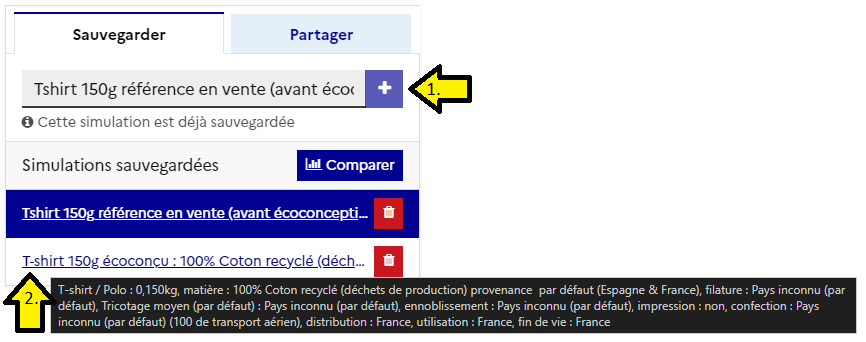 Sauvegarder
Partager
Tshirt 150g référence en vente (avant éco
1.
Cette simulation est déjà sauvegardée
Simulations sauvegardées
Comparer
Tshirt 150g référence en vente (avant écoconcepti...
T-shirt 150g écoconçu : 100% Coton recyclé (déch...
2.
T-shirt / Polo : 0,150kg, matière : 100% Coton recyclé (déchets de production) provenance par défaut (Espagne & France), filature : Pays inconnu (par
défaut), Tricotage moyen (par défaut) : Pays inconnu (par défaut), ennoblissement : Pays inconnu (par défaut), impression : non, confection : Pays
inconnu (par défaut) (100 de transport aérien), distribution : France, utilisation : France, fin de vie : France